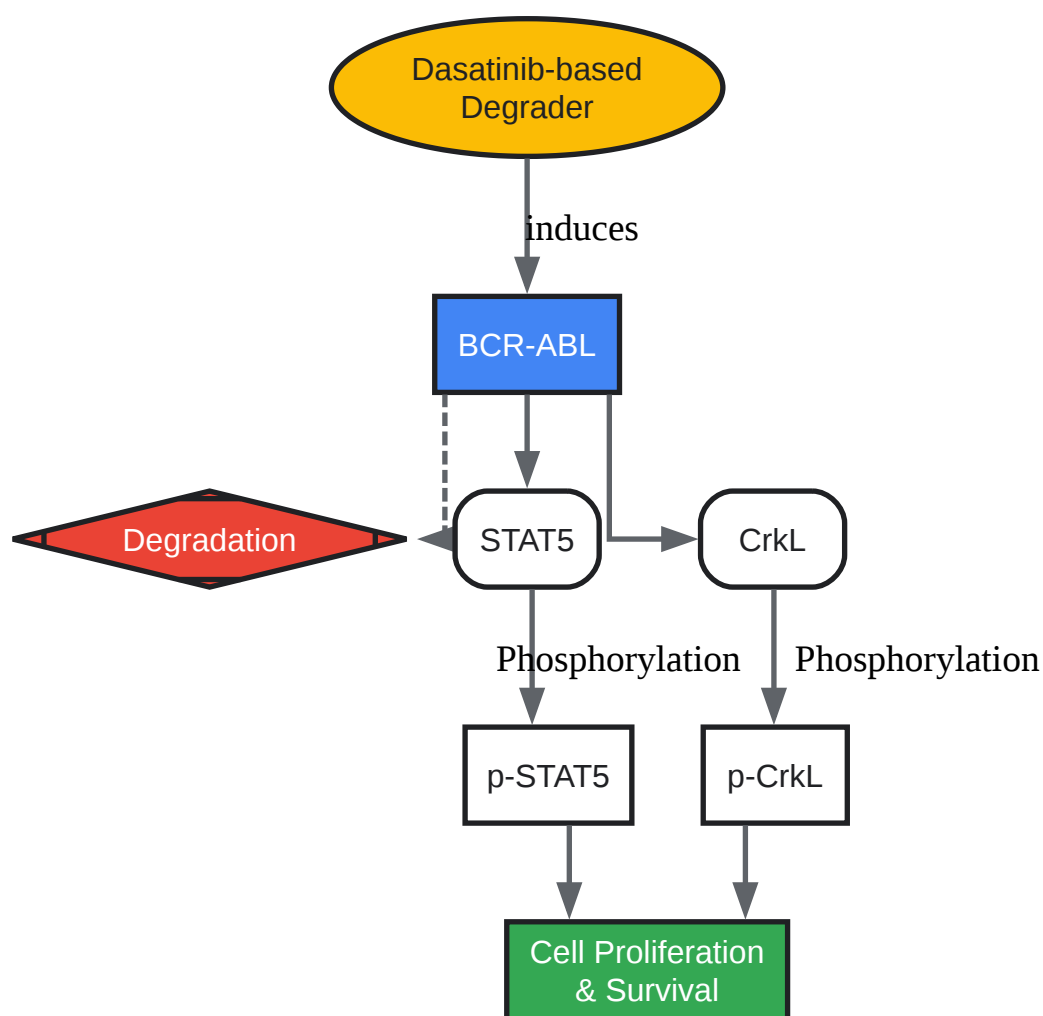 Dasatinib-based
Degrader
induces
BCR-ABL
Degradation
STAT5
CrkL
Phosphorylation
Phosphorylation
p-STAT5
p-CrkL
Cell Proliferation
& Survival